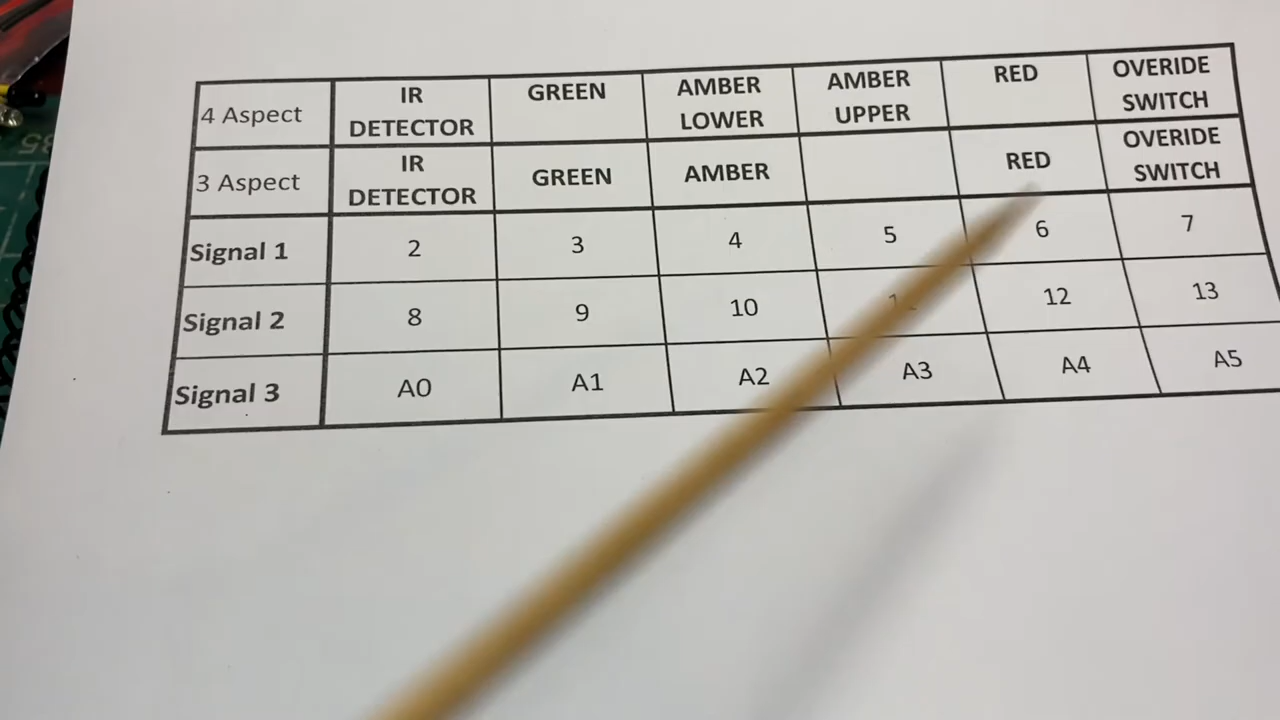 4 Aspect IR DETECTOR GREEN AMBER LOWER AMBER UPPER RED OVERIDE SWITCH
3 Aspect IR DETECTOR GREEN AMBER RED OVERIDE SWITCH
Signal 1 2 3 4 5 6 7
Signal 2 8 9 10 12 13
Signal 3 A0 A1 A2 A3 A4 A5